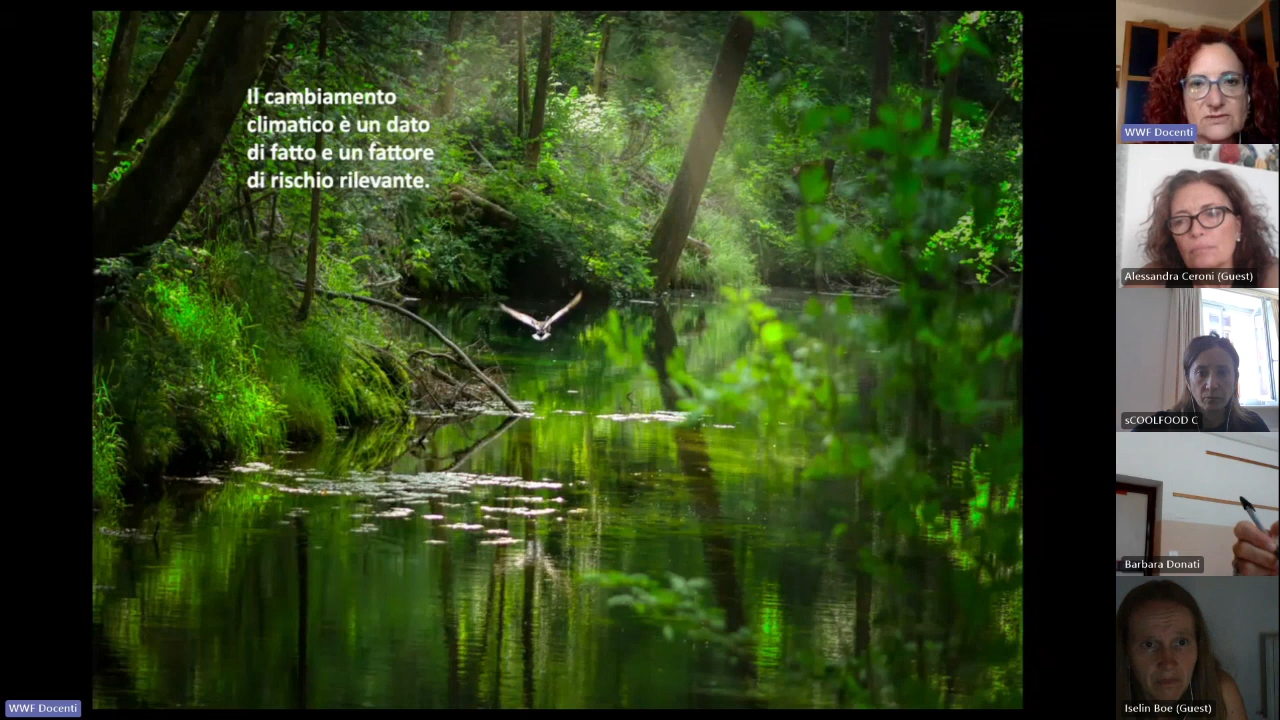 Il cambiamento
climatico è un dato
di fatto e un fattore
di rischio rilevante.
WWF Docenti
Alessandra Ceroni (Guest)
sCOOLFOOD C
Barbara Donati
Iselin Boe (Guest)
WWF Docenti